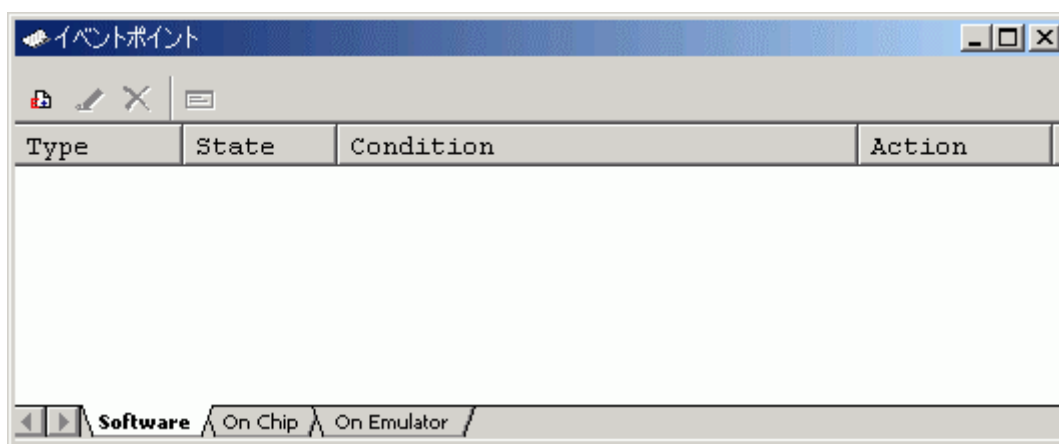 イベントポイント
Type State Condition Action
Software On Chip On Emulator